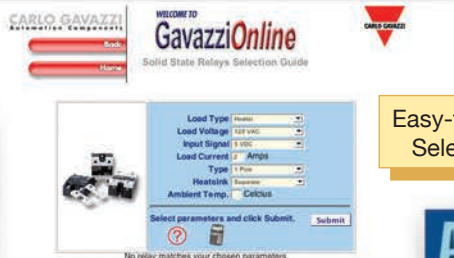 CARLO GAVAZZI
Automation Components
Back
Home
WELCOME TO
GavazziOnline
Solid State Relays Selection Guide
CARLO GAVAZZI
Load Type Heater
Load Voltage 120 VAC
Input Signal 5 VDC
Load Current 2 Amps
Type 1 Pole
Heatsink Separate
Ambient Temp. Celcius
Select parameters and click Submit. Submit
?
No relay matches your chosen parameters
Easy-
Sele